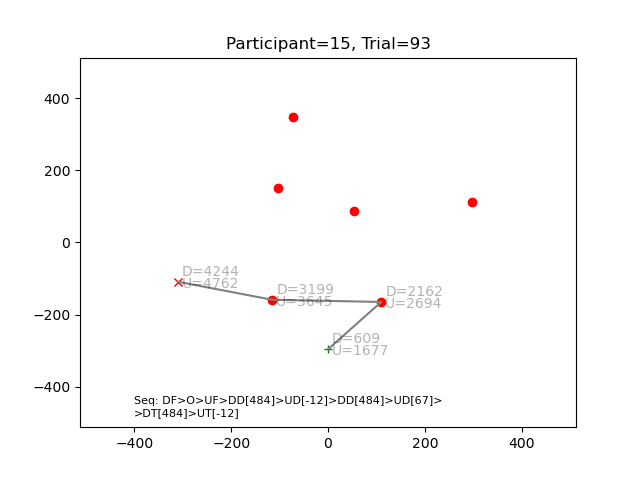 Participant=15, Trial=93
400
200
0
−200
−400
D=4244
U=4762
D=3199
U=3645
D=2162
U=2694
D=609
U=1677
Seq: DF>O>UF>DD[484]>UD[-12]>DD[484]>UD[67]>
>DT[484]>UT[-12]
−400 −200 0 200 400